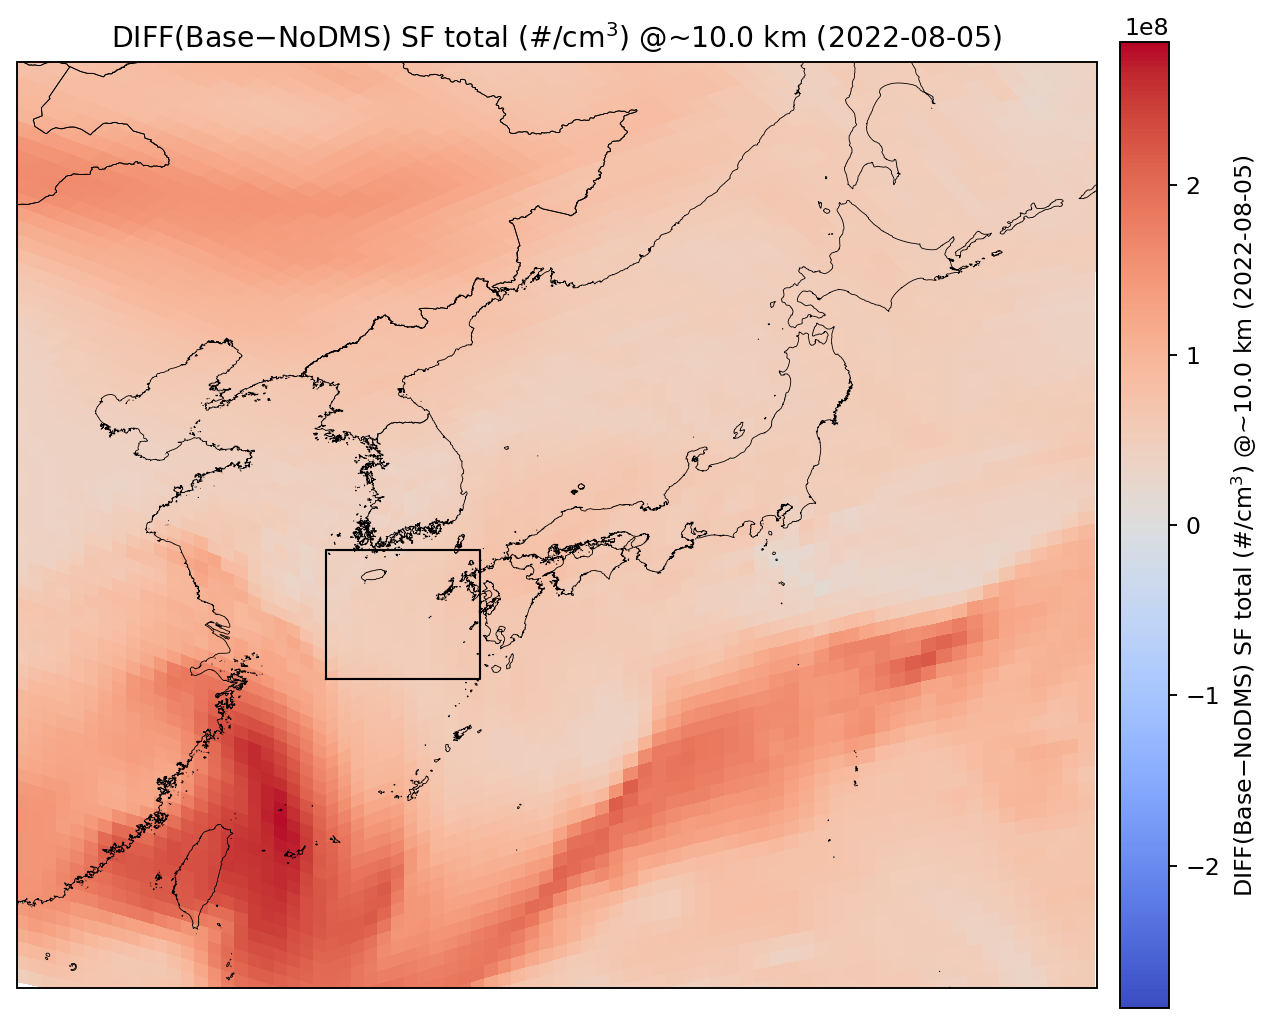 DIFF(Base−NoDMS) SF total (#/cm³) @~10.0 km (2022-08-05)
1e8
2
1
0
−1
−2
DIFF(Base−NoDMS) SF total (#/cm³) @~10.0 km (2022-08-05)